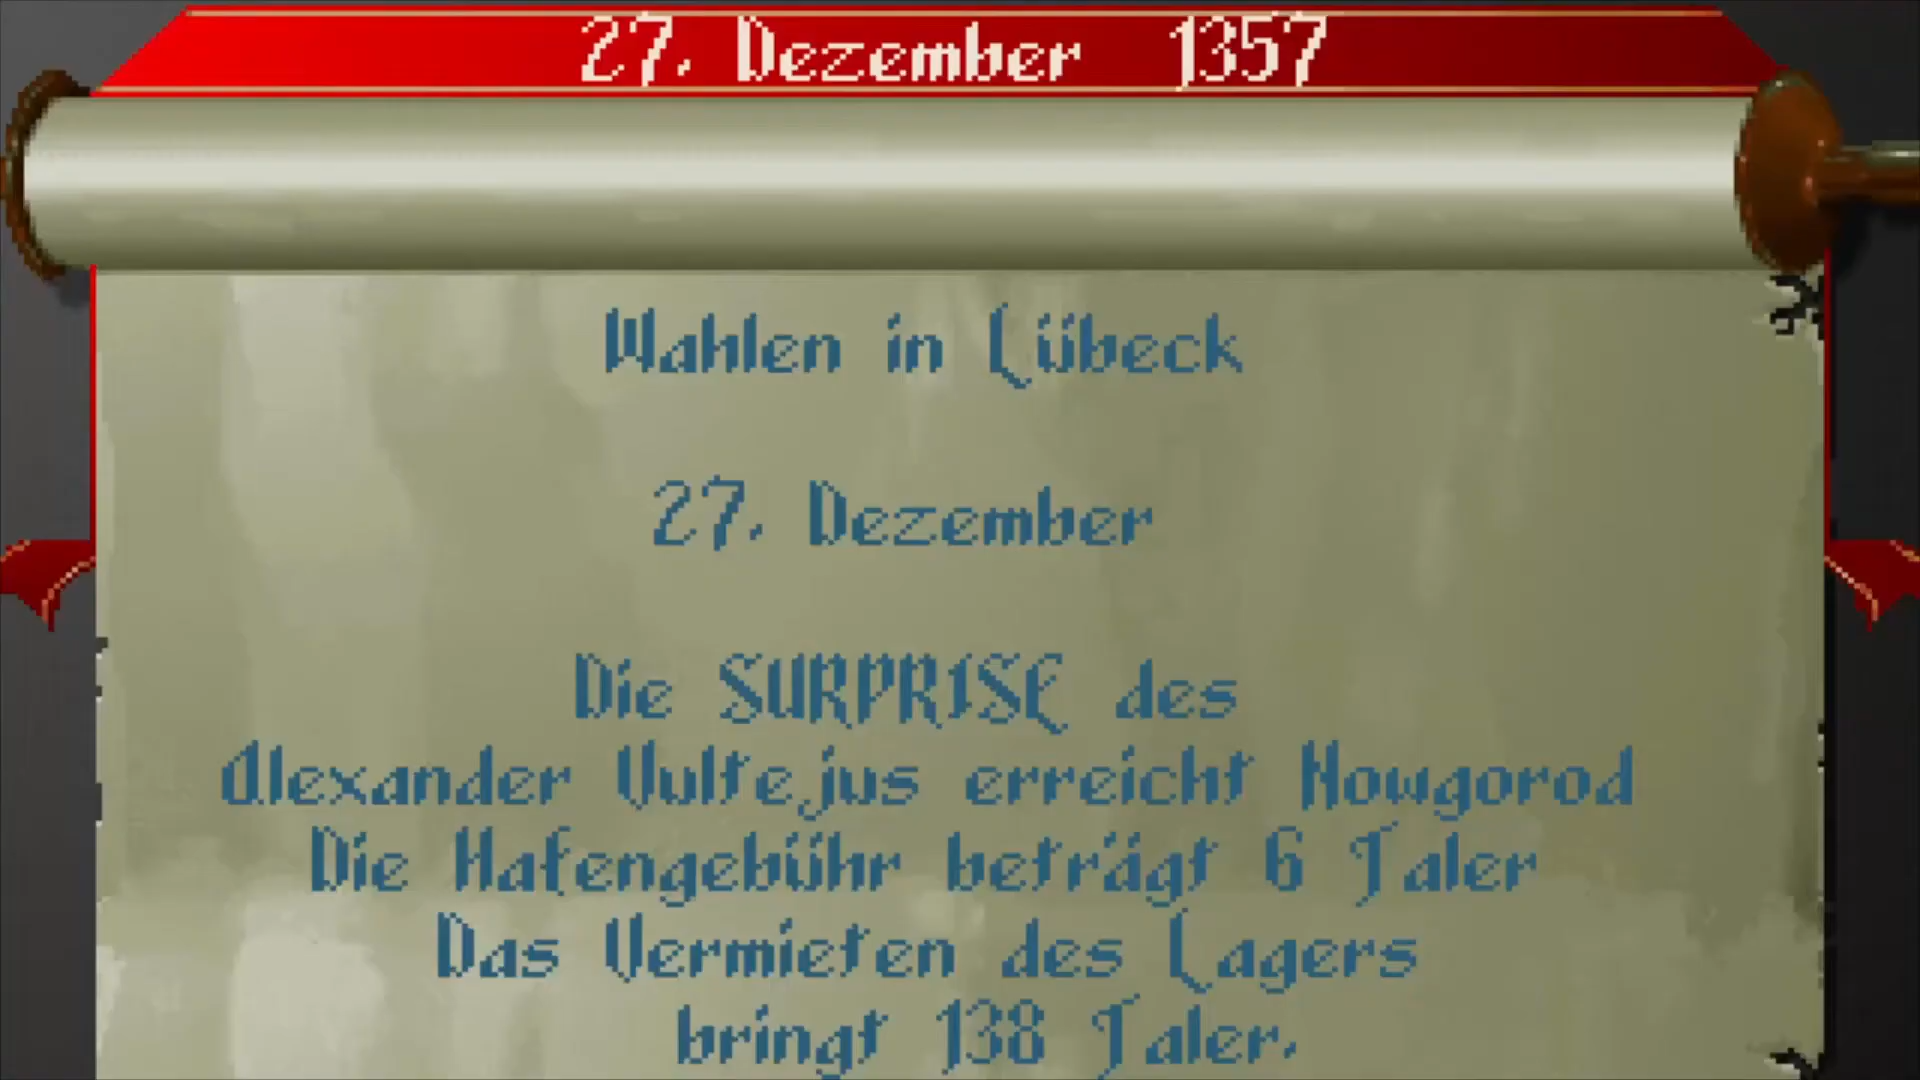 27. Dezember 1357
Wahlen in Lübeck
27. Dezember
Die SURPRISE des
Alexander Vultejus erreicht Nowgorod
Die Hafengebühr beträgt 6 Taler
Das Vermieten des Lagers
bringt 138 Taler.